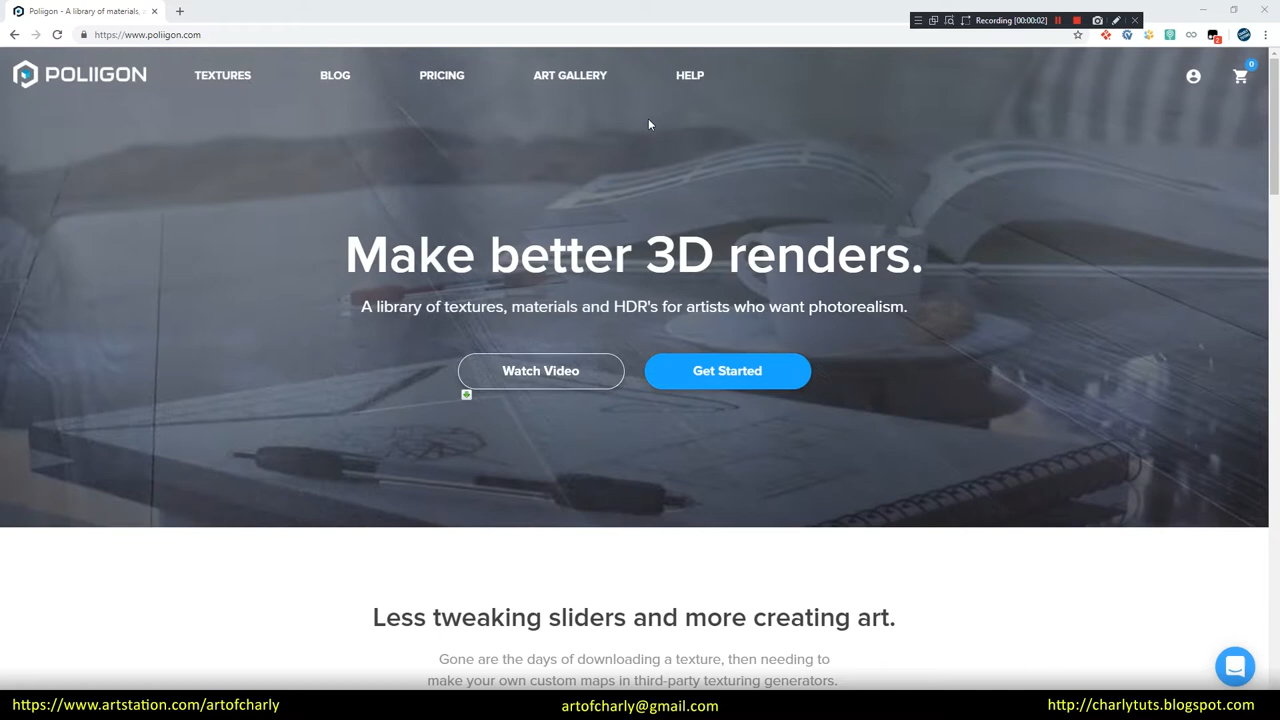 Poliigon - A library of materials,
Recording [00:00:02]
https://www.poliigon.com
2
POLIIGON
TEXTURES
BLOG
PRICING
ART GALLERY
HELP
0
Make better 3D renders.
A library of textures, materials and HDR's for artists who want photorealism.
Watch Video
Get Started
Less tweaking sliders and more creating art.
Gone are the days of downloading a texture, then needing to
make your own custom maps in third-party texturing generators.
https://www.artstation.com/artofcharly
artofcharly@gmail.com
http://charlytuts.blogspot.com